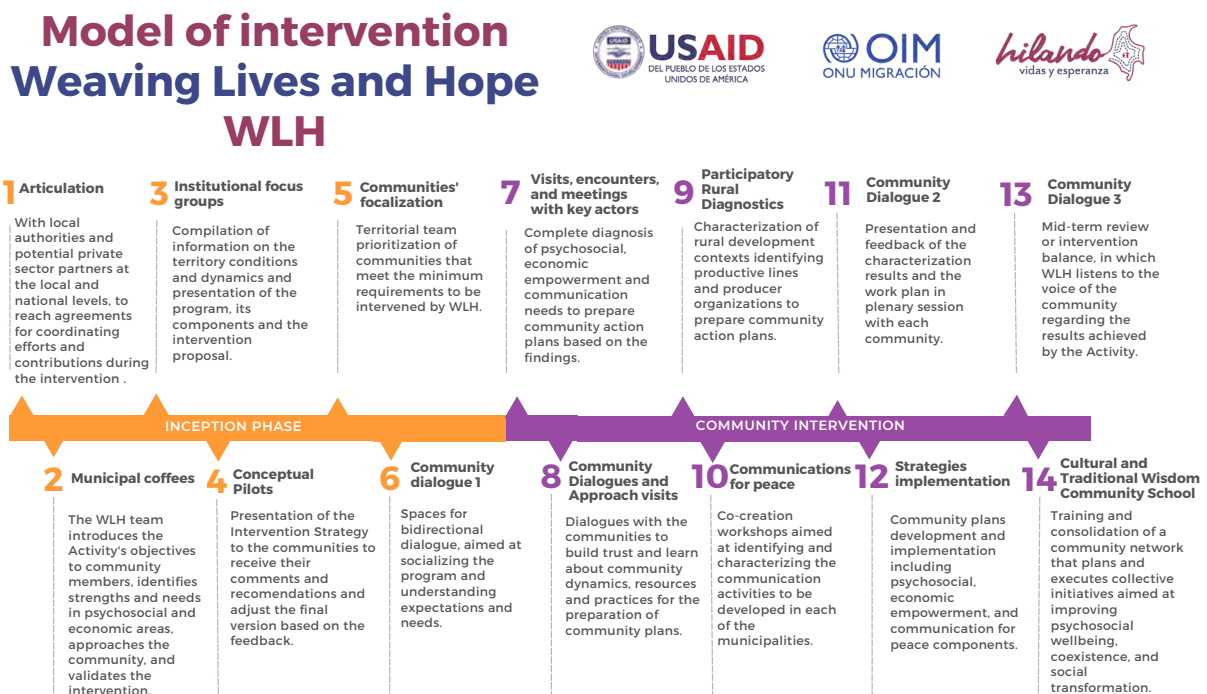 Model of intervention
Weaving Lives and Hope
WLH
USAID
DEL PUEBLO DE LOS ESTADOS
UNIDOS DE AMÉRICA
OIM
ONU MIGRACIÓN
hilando
vidas y esperanza
1 Articulation
With local
authorities and
potential private
sector partners at
the local and
national levels, to
reach agreements
for coordinating
efforts and
contributions during
the intervention .
3 Institutional focus
groups
Compilation of
information on the
territory conditions
and dynamics and
presentation of the
program, its
components and the
intervention
proposal.
5 Communities'
focalization
Territorial team
prioritization of
communities that
meet the minimum
requirements to be
intervened by WLH.
7 Visits, encounters,
and meetings
with key actors
Complete diagnosis
of psychosocial,
economic
empowerment and
communication
needs to prepare
community action
plans based on the
findings.
9 Participatory
Rural
Diagnostics
Characterization of
rural development
contexts identifying
productive lines
and producer
organizations to
prepare community
action plans.
11 Community
Dialogue 2
Presentation and
feedback of the
characterization
results and the
work plan in
plenary session
with each
community.
13 Community
Dialogue 3
Mid-term review
or intervention
balance, in which
WLH listens to the
voice of the
community
regarding the
results achieved
by the Activity.
INCEPTION PHASE
COMMUNITY INTERVENTION
2 Municipal coffees
The WLH team
introduces the
Activity's objectives
to community
members, identifies
strengths and needs
in psychosocial and
economic areas,
approaches the
community, and
validates the
intervention.
4 Conceptual
Pilots
Presentation of the
Intervention Strategy
to the communities to
receive their
comments and
recomendations and
adjust the final
version based on the
feedback.
6 Community
dialogue 1
Spaces for
bidirectional
dialogue, aimed at
socializing the
program and
understanding
expectations and
needs.
8 Community
Dialogues and
Approach visits
Dialogues with the
communities to
build trust and learn
about community
dynamics, resources
and practices for the
preparation of
community plans.
10 Communications
for peace
Co-creation
workshops aimed
at identifying and
characterizing the
communication
activities to be
developed in each
of the
municipalities.
12 Strategies
implementation
Community plans
development and
implementation
including
psychosocial,
economic
empowerment, and
communication for
peace components.
14 Cultural and
Traditional Wisdom
Community School
Training and
consolidation of a
community network
that plans and
executes collective
initiatives aimed at
improving
psychosocial
wellbeing,
coexistence, and
social
transformation.